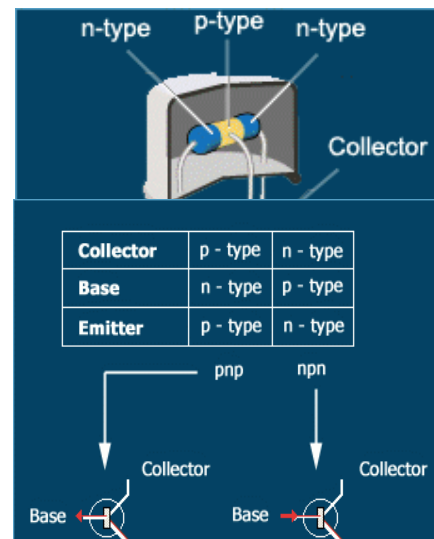 n-type p-type n-type
Collector
Collector p - type n - type
Base n - type p - type
Emitter p - type n - type
pnp npn
Collector Collector
Base Base